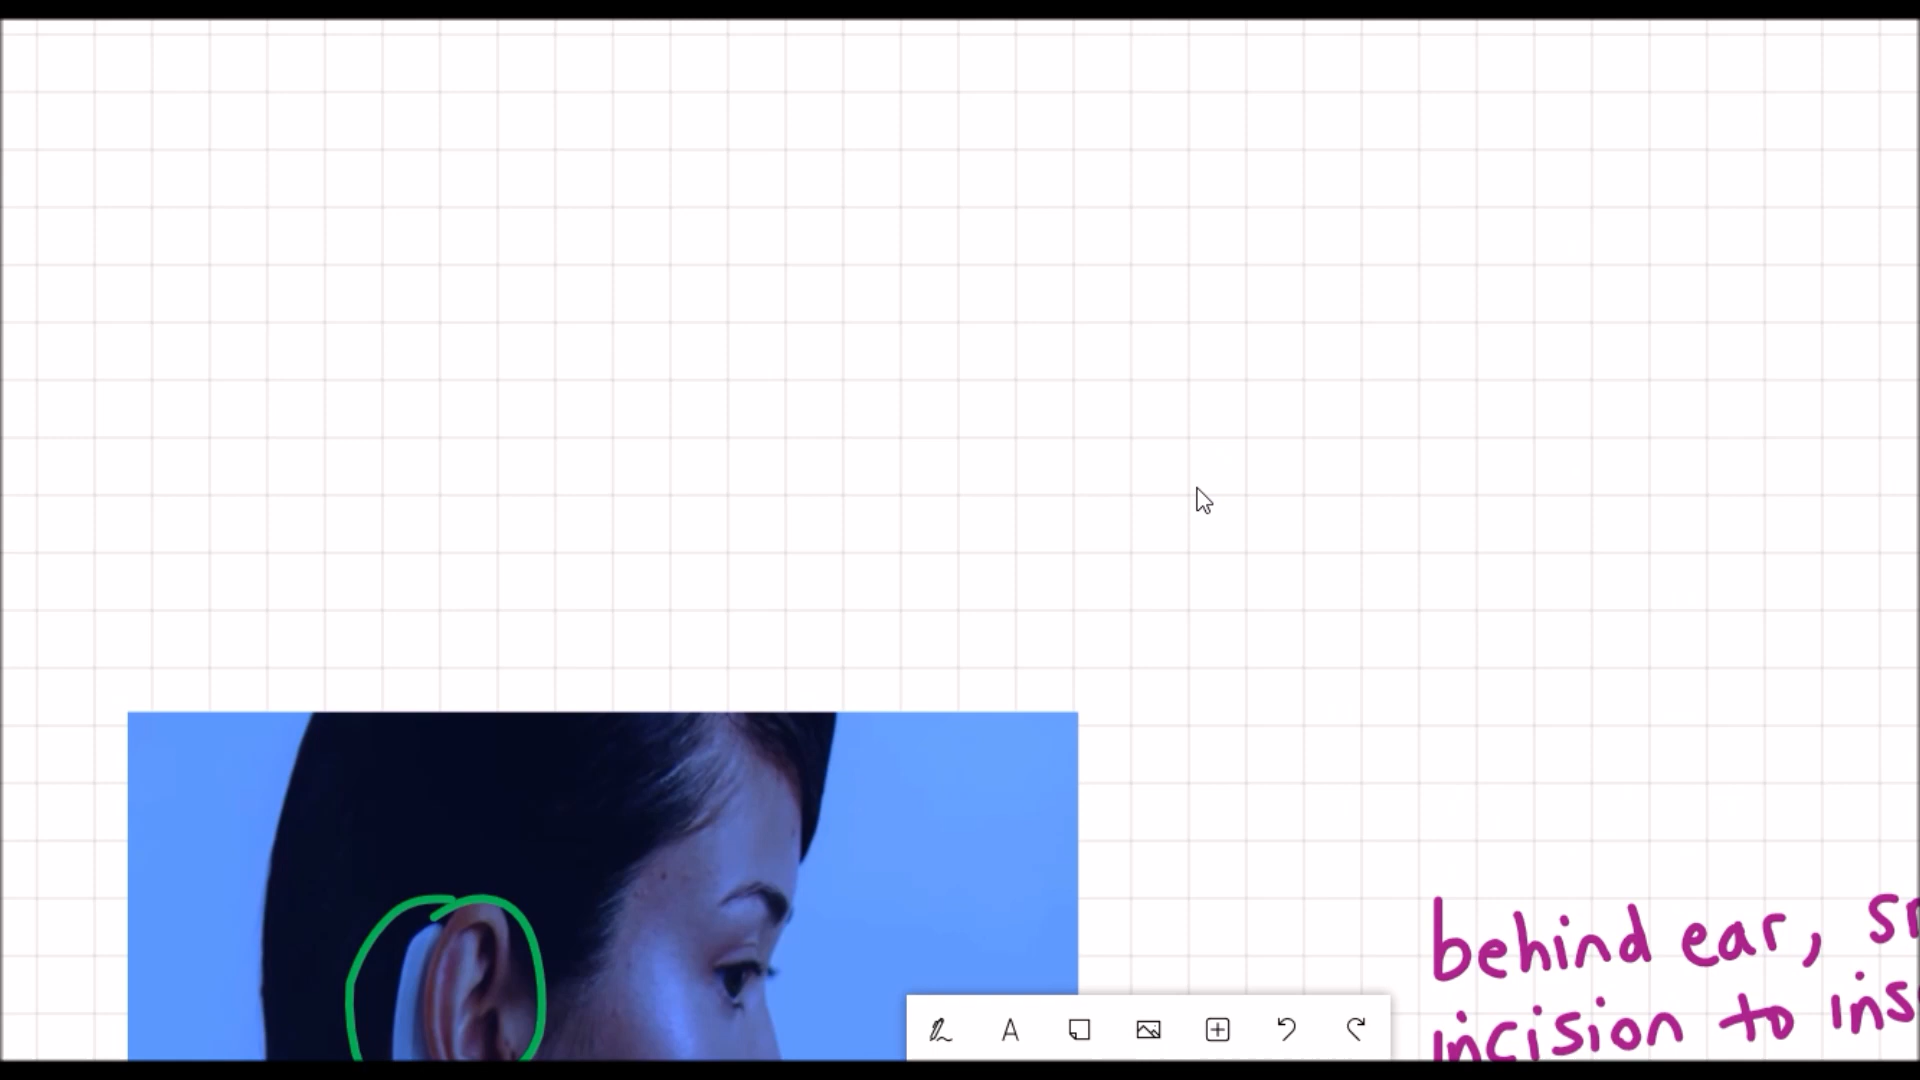 behind ear,
incision to